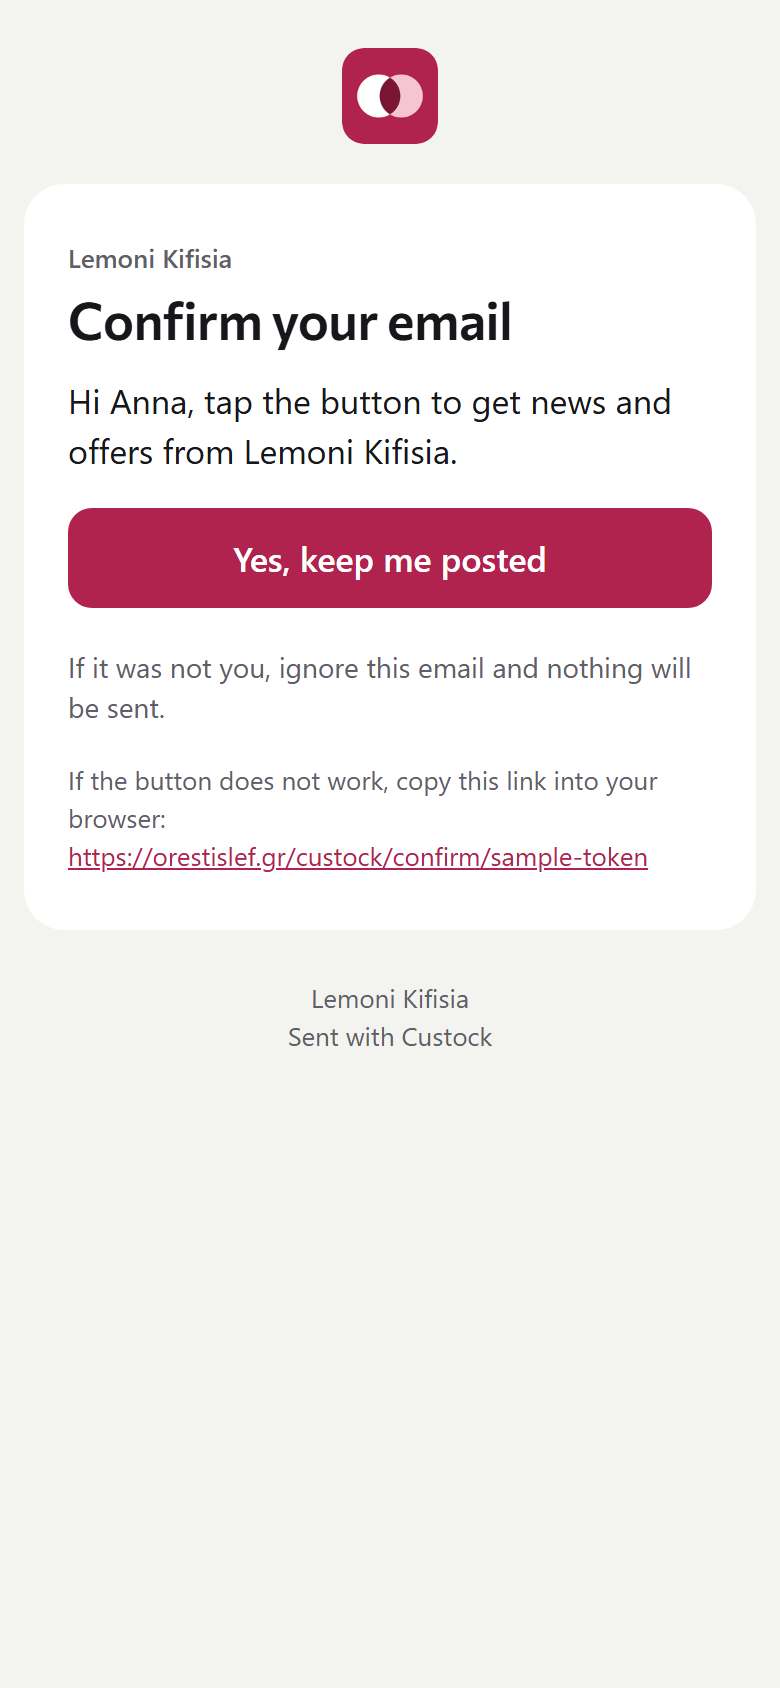 Lemoni Kifisia
Confirm your email
Hi Anna, tap the button to get news and
offers from Lemoni Kifisia.
Yes, keep me posted
If it was not you, ignore this email and nothing will
be sent.
If the button does not work, copy this link into your
browser:
https://orestislef.gr/custock/confirm/sample-token
Lemoni Kifisia
Sent with Custock